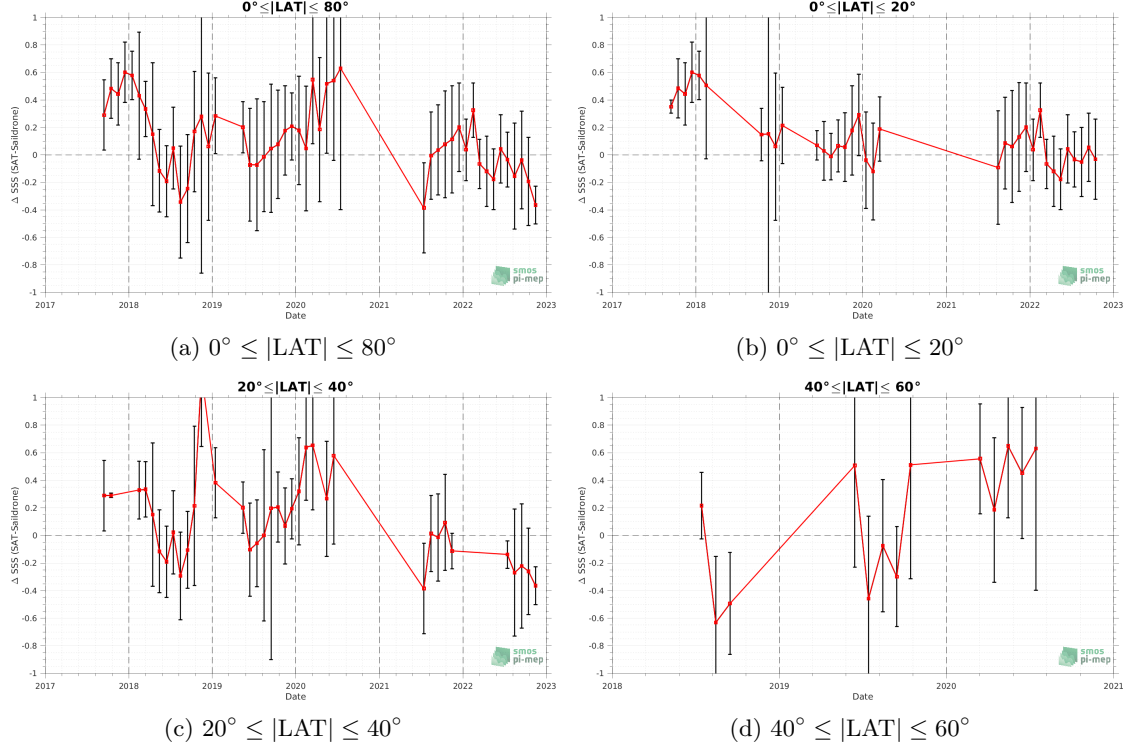 0°≤|LAT|≤ 80°
Δ SSS (SAT-Saildrone)
1
0.8
0.6
0.4
0.2
0
-0.2
-0.4
-0.6
-0.8
-1
2017
2018
2019
2020
2021
2022
2023
Date
smos
pi-mep
(a) 0° ≤ |LAT| ≤ 80°
0°≤|LAT|≤ 20°
Δ SSS (SAT-Saildrone)
1
0.8
0.6
0.4
0.2
0
-0.2
-0.4
-0.6
-0.8
-1
2017
2018
2019
2020
2021
2022
2023
Date
smos
pi-mep
(b) 0° ≤ |LAT| ≤ 20°
20°≤|LAT|≤ 40°
Δ SSS (SAT-Saildrone)
1
0.8
0.6
0.4
0.2
0
-0.2
-0.4
-0.6
-0.8
-1
2017
2018
2019
2020
2021
2022
2023
Date
smos
pi-mep
(c) 20° ≤ |LAT| ≤ 40°
40°≤|LAT|≤ 60°
Δ SSS (SAT-Saildrone)
1
0.8
0.6
0.4
0.2
0
-0.2
-0.4
-0.6
-0.8
-1
2018
2019
2020
2021
Date
smos
pi-mep
(d) 40° ≤ |LAT| ≤ 60°